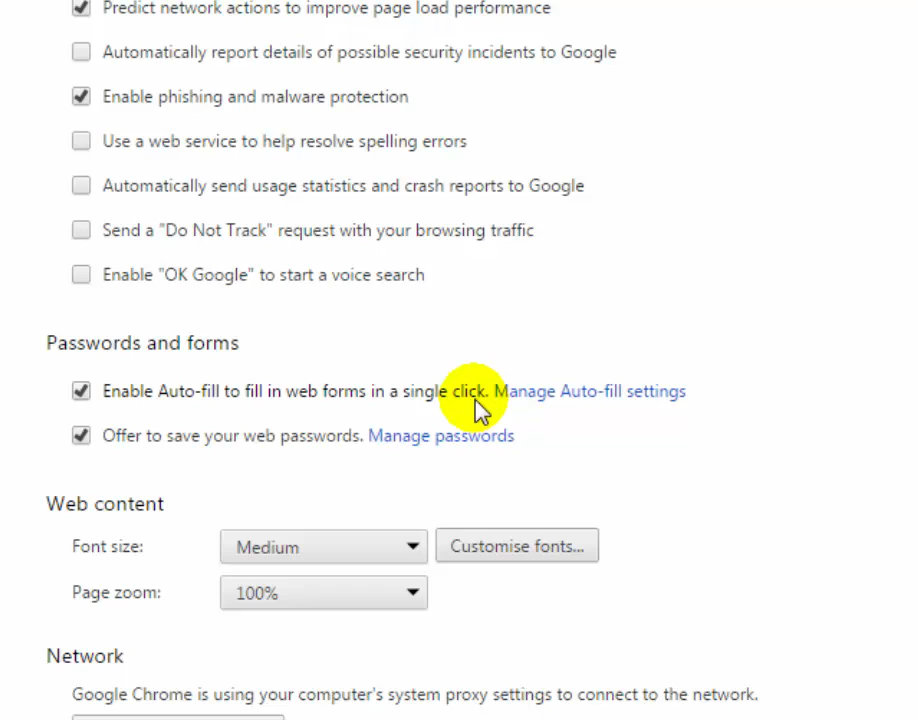 Predict network actions to improve page load performance
Automatically report details of possible security incidents to Google
Enable phishing and malware protection
Use a web service to help resolve spelling errors
Automatically send usage statistics and crash reports to Google
Send a "Do Not Track" request with your browsing traffic
Enable "OK Google" to start a voice search
Passwords and forms
Enable Auto-fill to fill in web forms in a single click. Manage Auto-fill settings
Offer to save your web passwords. Manage passwords
Web content
Font size: Medium Customise fonts...
Page zoom: 100%
Network
Google Chrome is using your computer's system proxy settings to connect to the network.